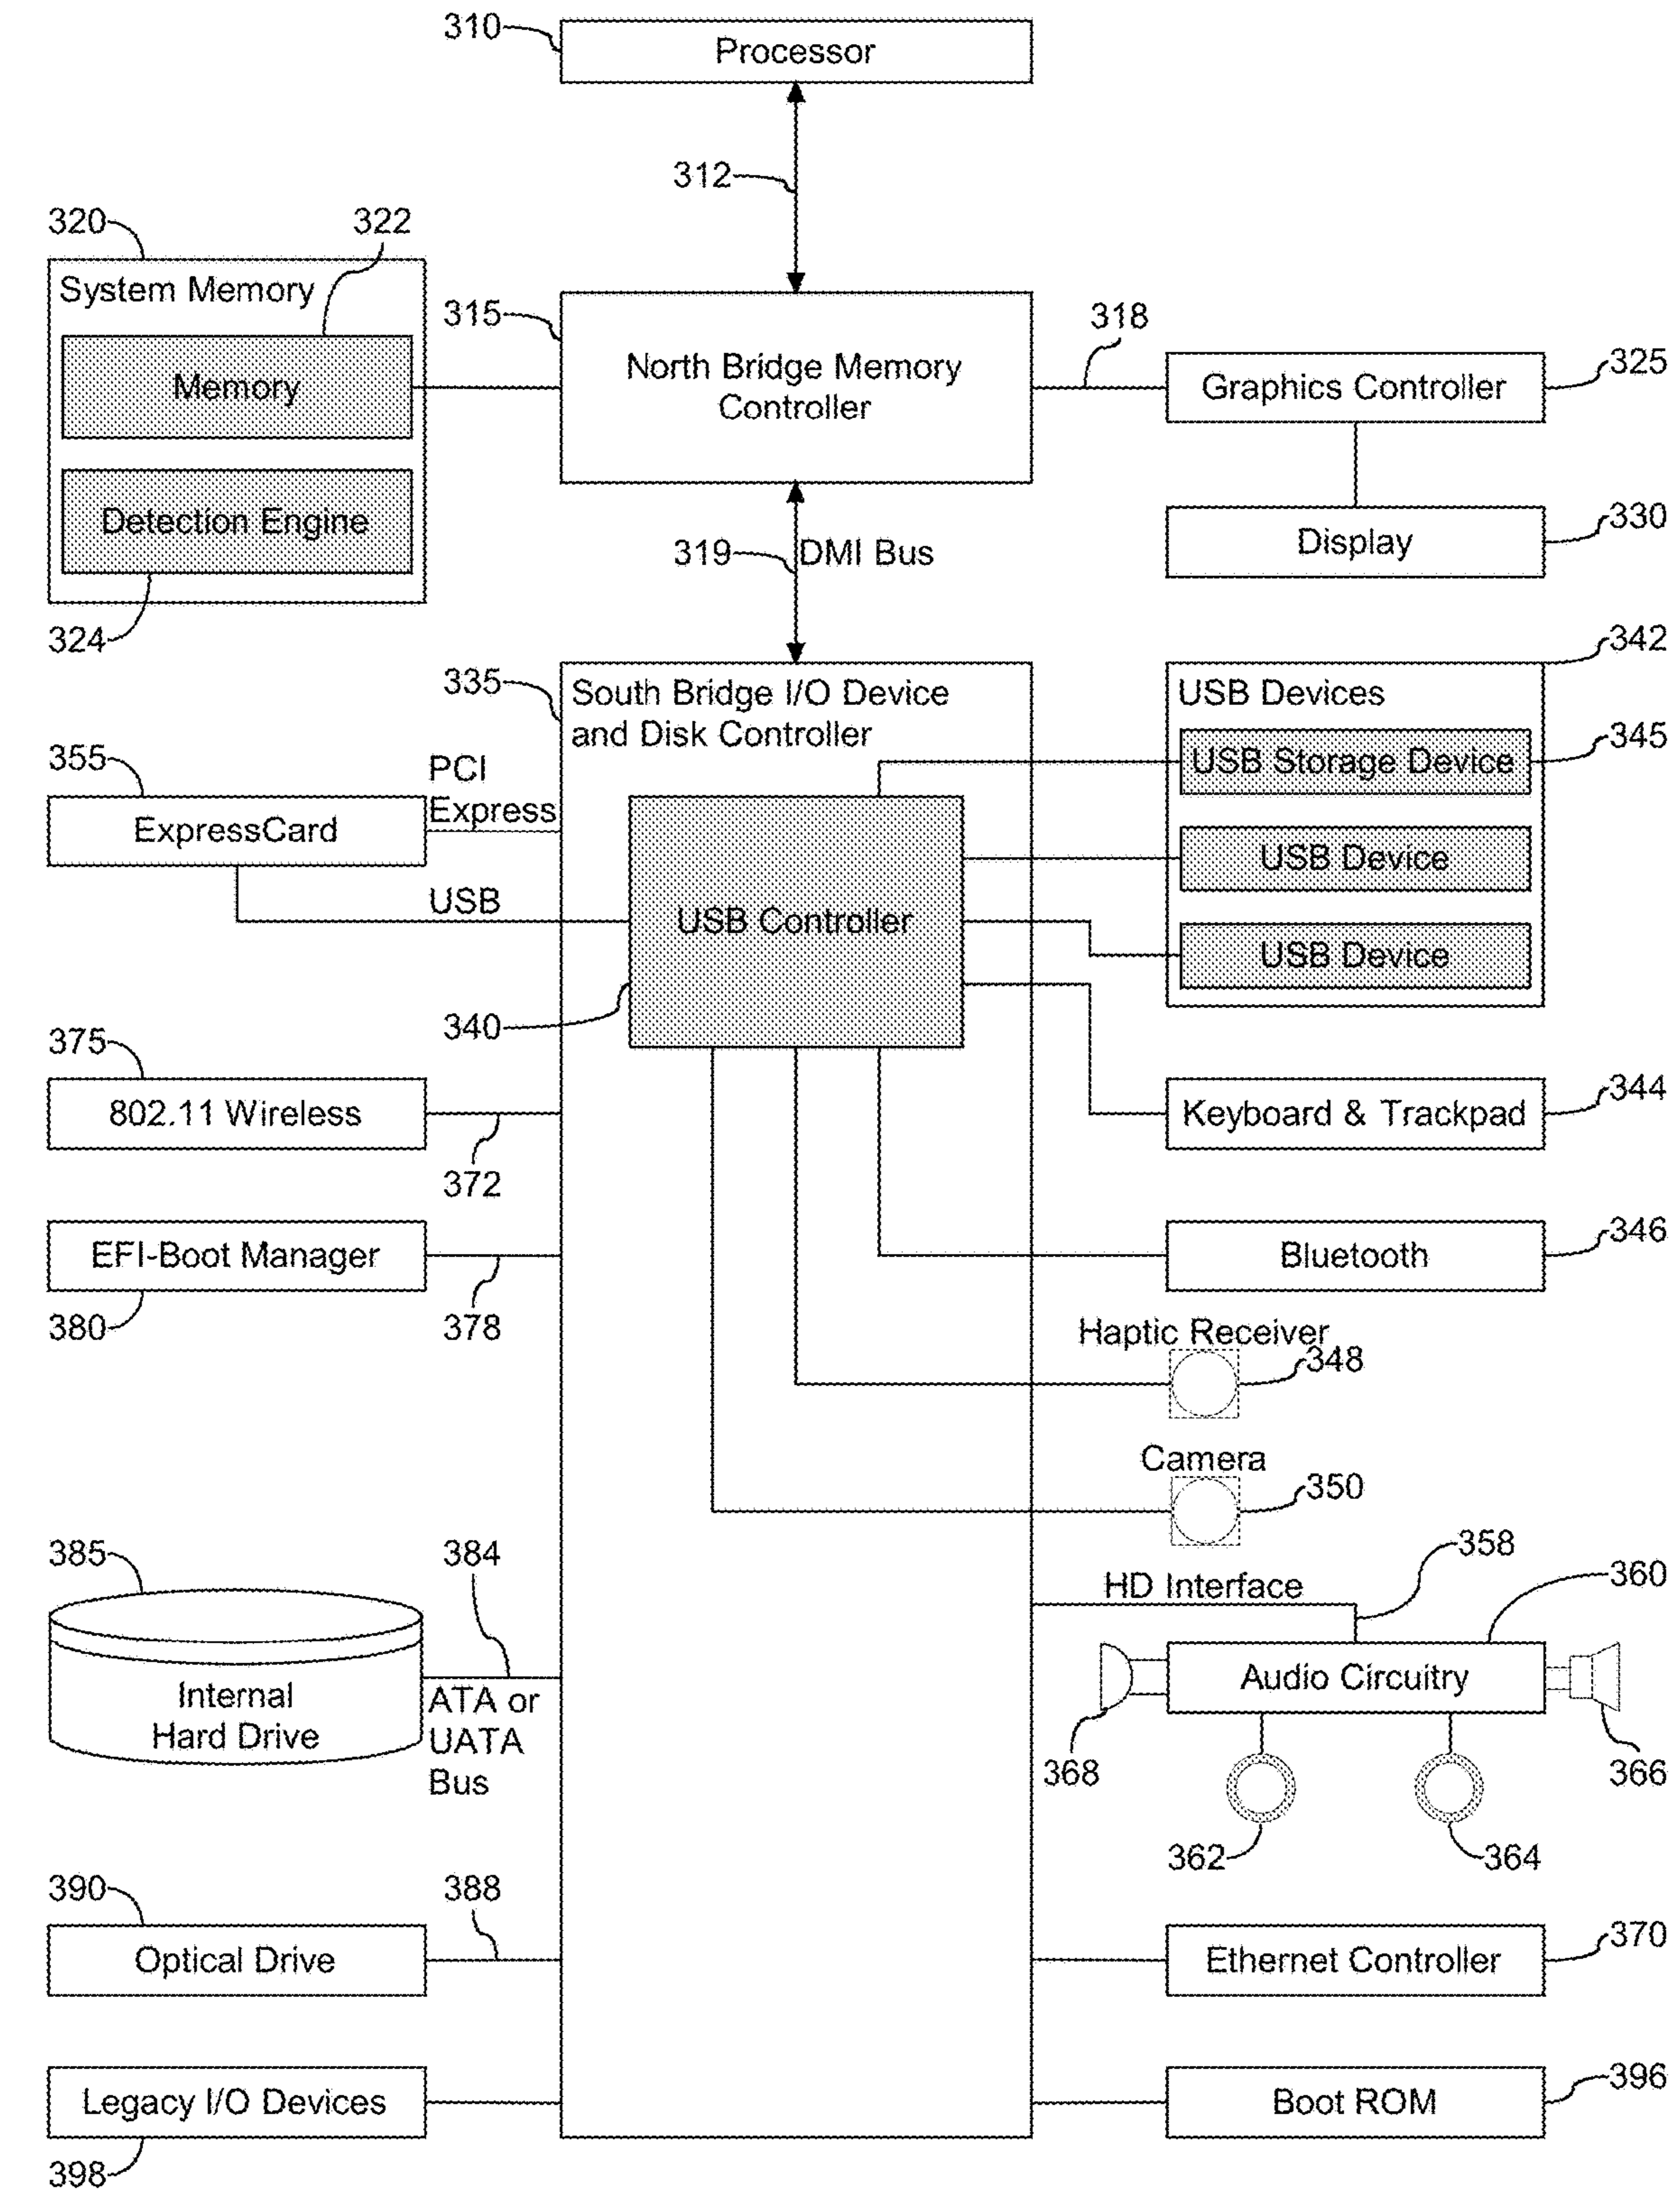 310
Processor
312
320
322
System Memory
315
318
North Bridge Memory
Controller
325
Memory
Graphics Controller
Detection Engine
330
319
DMI Bus
Display
324
342
335
South Bridge I/O Device
and Disk Controller
USB Devices
345
355
PCI
Express
USB Storage Device
ExpressCard
USB Device
USB
USB Controller
USB Device
340
375
344
802.11 Wireless
Keyboard & Trackpad
372
346
EFI-Boot Manager
Bluetooth
380
378
Haptic Receiver
348
Camera
350
385
384
358
HD Interface
360
Internal
Hard Drive
ATA or
UATA
Bus
Audio Circuitry
368
366
362
364
390
388
370
Optical Drive
Ethernet Controller
396
Legacy I/O Devices
Boot ROM
398